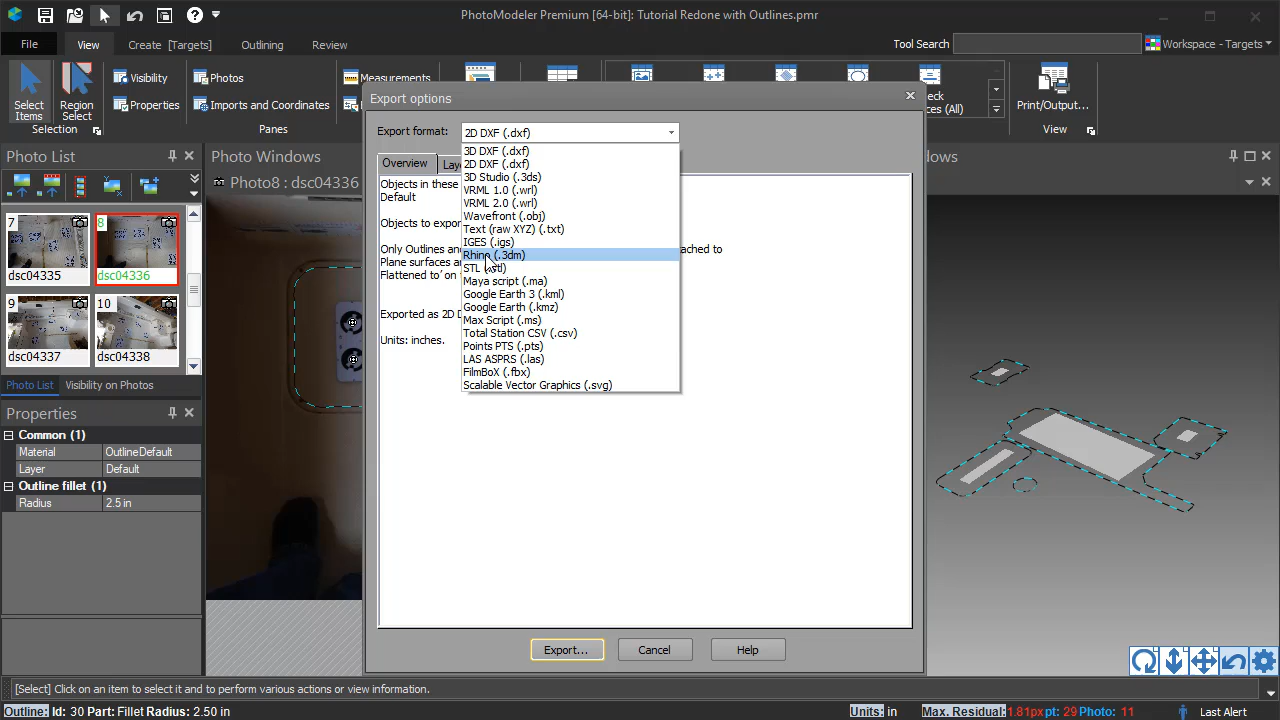 PhotoModeler Premium [64-bit]: Tutorial Redone with Outlines.pmr
File
View
Create [Targets]
Outlining
Review
Tool Search
Workspace - Targets
Select
Items
Region
Select
Visibility
Properties
Photos
Imports and Coordinates
Measurements
Selection
Panes
eck
ces (All)
Print/Output...
View
Export options
Export format:
2D DXF (.dxf)
3D DXF (.dxf)
2D DXF (.dxf)
3D Studio (.3ds)
VRML 1.0 (.wrl)
VRML 2.0 (.wrl)
Wavefront (.obj)
Text (raw XYZ) (.txt)
IGES (.igs)
Rhino (.3dm)
STL (.stl)
Maya script (.ma)
Google Earth 3 (.kml)
Google Earth (.kmz)
Max Script (.ms)
Total Station CSV (.csv)
Points PTS (.pts)
LAS ASPRS (.las)
FilmBoX (.fbx)
Scalable Vector Graphics (.svg)
Overview
Lay
Objects in these
Default
Objects to expor
Only Outlines an
ached to
Plane surfaces a
Flattened to' on
Exported as 2D D
Units: inches.
Export...
Cancel
Help
Photo List
Photo Windows
ndows
Photo8 : dsc04336
7
dsc04335
8
dsc04336
9
dsc04337
10
dsc04338
Photo List
Visibility on Photos
Properties
Common (1)
Material OutlineDefault
Layer Default
Outline fillet (1)
Radius 2.5 in
[Select] Click on an item to select it and to perform various actions or view information.
Outline: Id: 30 Part: Fillet Radius: 2.50 in
Units: in
Max. Residual: 1.81px pt: 29 Photo: 11
Last Alert